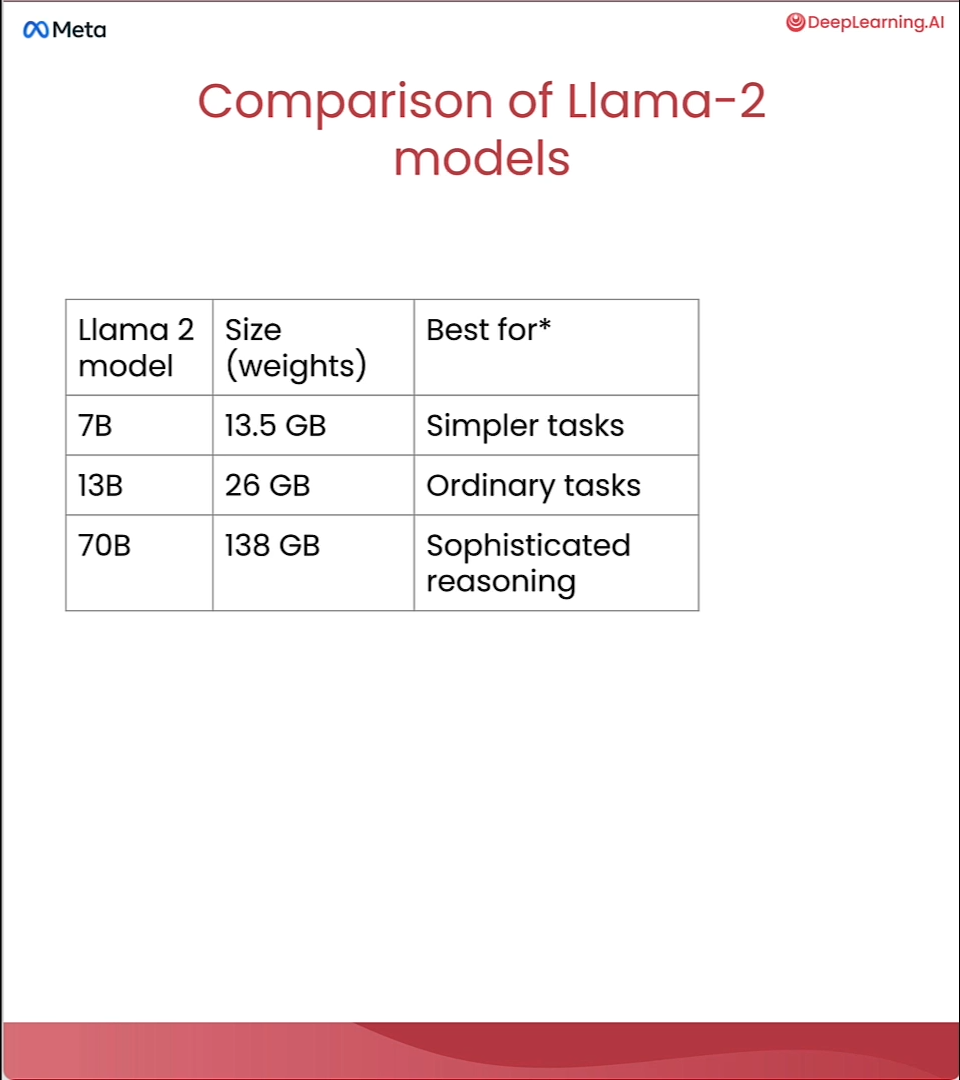 Meta
DeepLearning.AI
Comparison of Llama-2
models
Llama 2
model
Size
(weights)
Best for*
7B
13.5 GB
Simpler tasks
13B
26 GB
Ordinary tasks
70B
138 GB
Sophisticated
reasoning